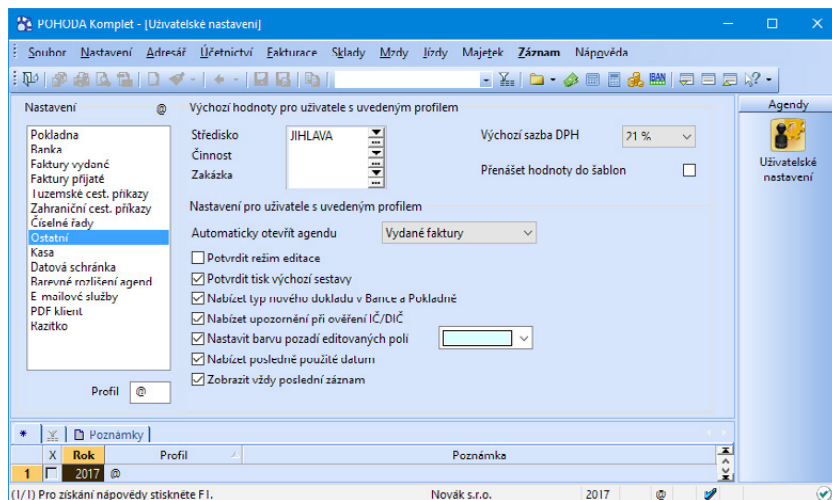 POHODA Komplet - [Uživatelské nastavení]
Soubor Nastavení Adresář Účetnictví Fakturace Sklady Mzdy Jízdy Majetek Záznam Nápověda
Nastavení @
Pokladna
Banka
Faktury vydané
Faktury přijaté
Tuzemské cest. příkazy
Zahraniční cest. příkazy
Číselné řady
Ostatní
Kasa
Datová schránka
Barevné rozlišení agend
E-mailové služby
PDF klient
Razítko
Profil @
Výchozí hodnoty pro uživatele s uvedeným profilem
Středisko JIHLAVA
Činnost
Zakázka
Výchozí sazba DPH 21 %
Přenášet hodnoty do šablon
Nastavení pro uživatele s uvedeným profilem
Automaticky otevřít agendu Vydané faktury
Potvrdit režim editace
Potvrdit tisk výchozí sestavy
Nabízet typ nového dokladu v Bance a Pokladně
Nabízet upozornění při ověření IČ/DIČ
Nastavit barvu pozadí editovaných polí
Nabízet posledně použité datum
Zobrazit vždy poslední záznam
Agendy
Uživatelské
nastavení
* Poznámky
X Rok Profil Poznámka
1 2017 @
(1/1) Pro získání nápovědy stiskněte F1. Novák s.r.o. 2017 @